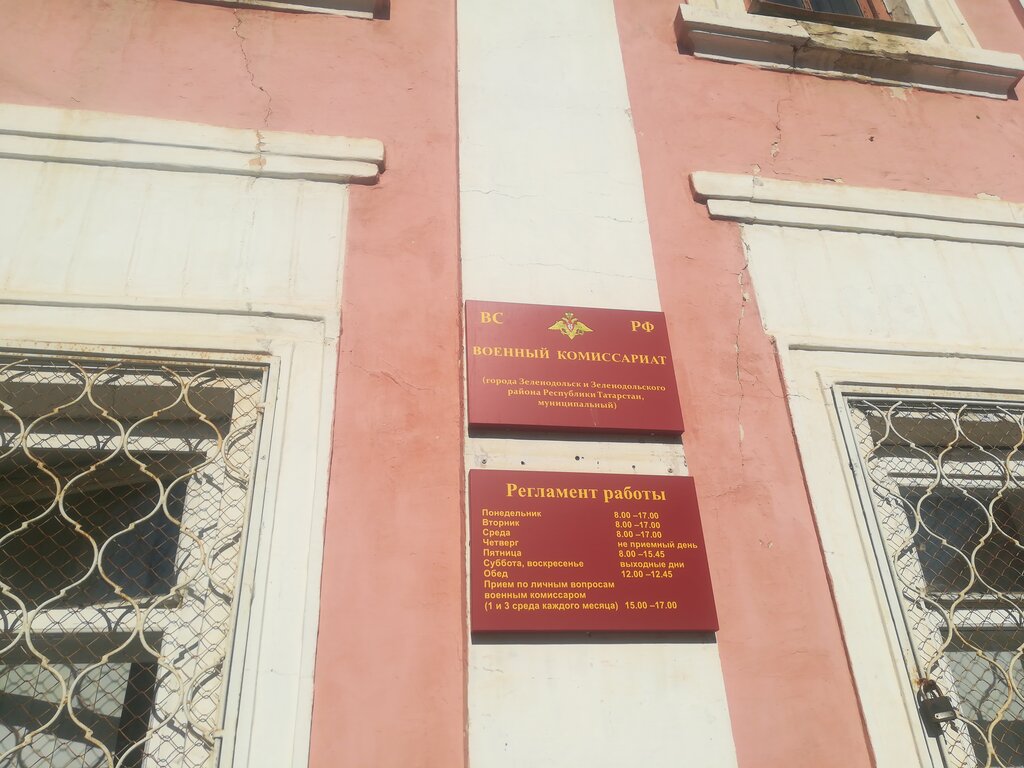 ВС РФ
ВОЕННЫЙ КОМИССАРИАТ
(города Зеленодольск и Зеленодольского
района Республики Татарстан,
муниципальный)
Регламент работы
Понедельник 8.00 –17.00
Вторник 8.00 –17.00
Среда 8.00 –17.00
Четверг не приемный день
Пятница 8.00 –15.45
Суббота, воскресенье выходные дни
Обед 12.00 –12.45
Прием по личным вопросам
военным комиссаром
(1 и 3 среда каждого месяца) 15.00 –17.00